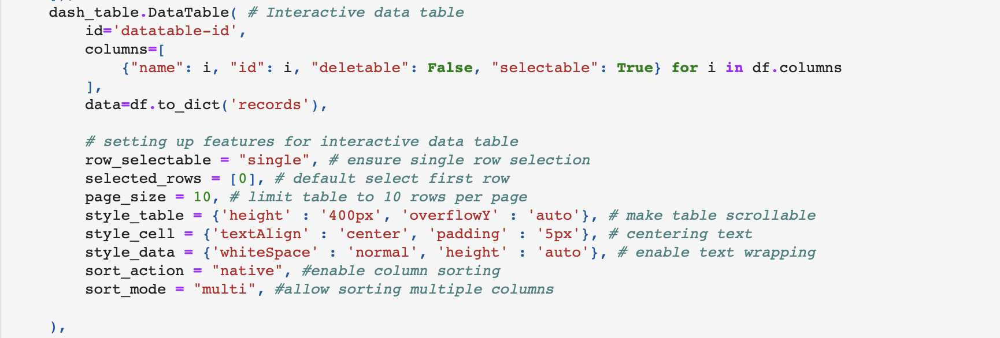 dash_table.DataTable( # Interactive data table
id='datatable-id',
columns=[
{"name": i, "id": i, "deletable": False, "selectable": True} for i in df.columns
],
data=df.to_dict('records'),
# setting up features for interactive data table
row_selectable = "single", # ensure single row selection
selected_rows = [0], # default select first row
page_size = 10, # limit table to 10 rows per page
style_table = {'height' : '400px', 'overflowY' : 'auto'}, # make table scrollable
style_cell = {'textAlign' : 'center', 'padding' : '5px'}, # centering text
style_data = {'whiteSpace' : 'normal', 'height' : 'auto'}, # enable text wrapping
sort_action = "native", #enable column sorting
sort_mode = "multi", #allow sorting multiple columns
),